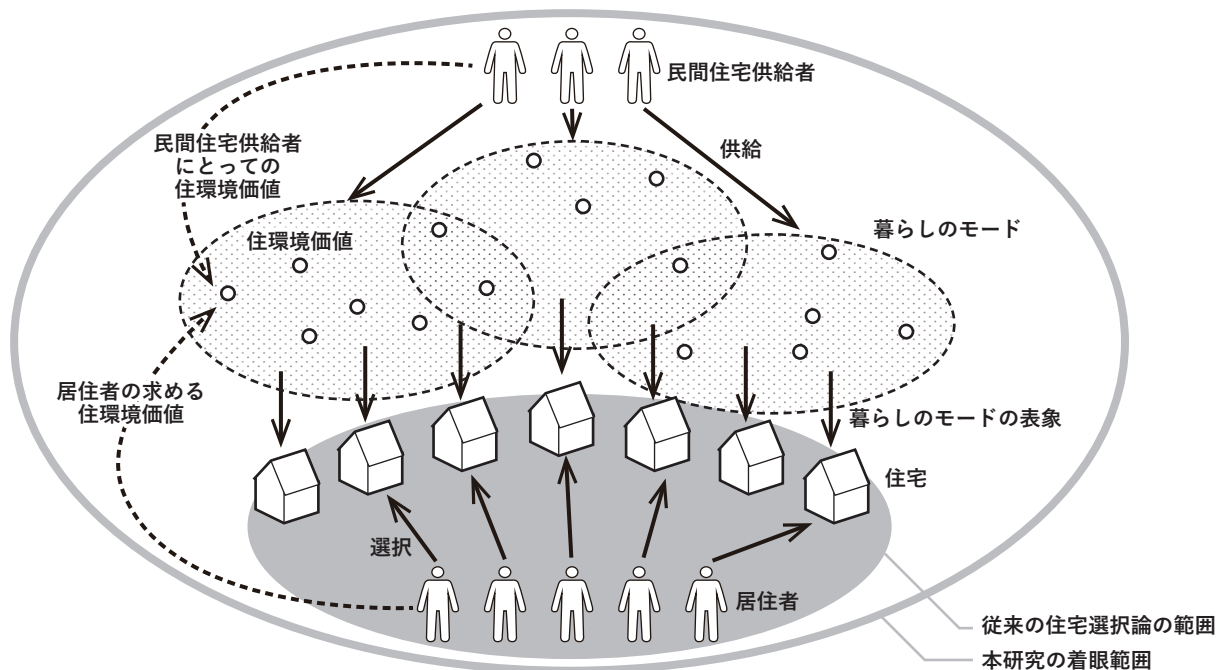 民間住宅供給者
民間住宅供給者
にとっての
住環境価値
供給
暮らしのモード
住環境価値
居住者の求める
住環境価値
暮らしのモードの表象
住宅
選択
居住者
従来の住宅選択論の範囲
本研究の着眼範囲